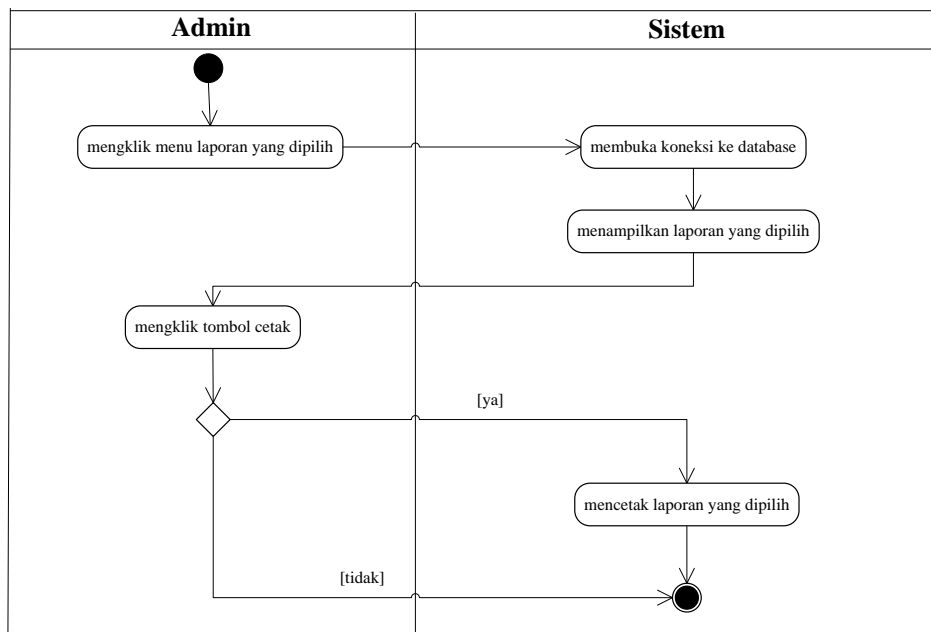 Admin
Sistem
mengklik menu laporan yang dipilih
membuka koneksi ke database
menampilkan laporan yang dipilih
mengklik tombol cetak
[ya]
mencetak laporan yang dipilih
[tidak]